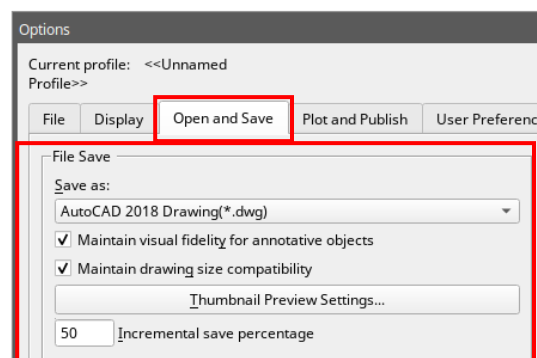 Options
Current profile: <<Unnamed
Profile>>
File Display Open and Save Plot and Publish User Preferenc
File Save
Save as:
AutoCAD 2018 Drawing(*.dwg)
Maintain visual fidelity for annotative objects
Maintain drawing size compatibility
Thumbnail Preview Settings...
50 Incremental save percentage